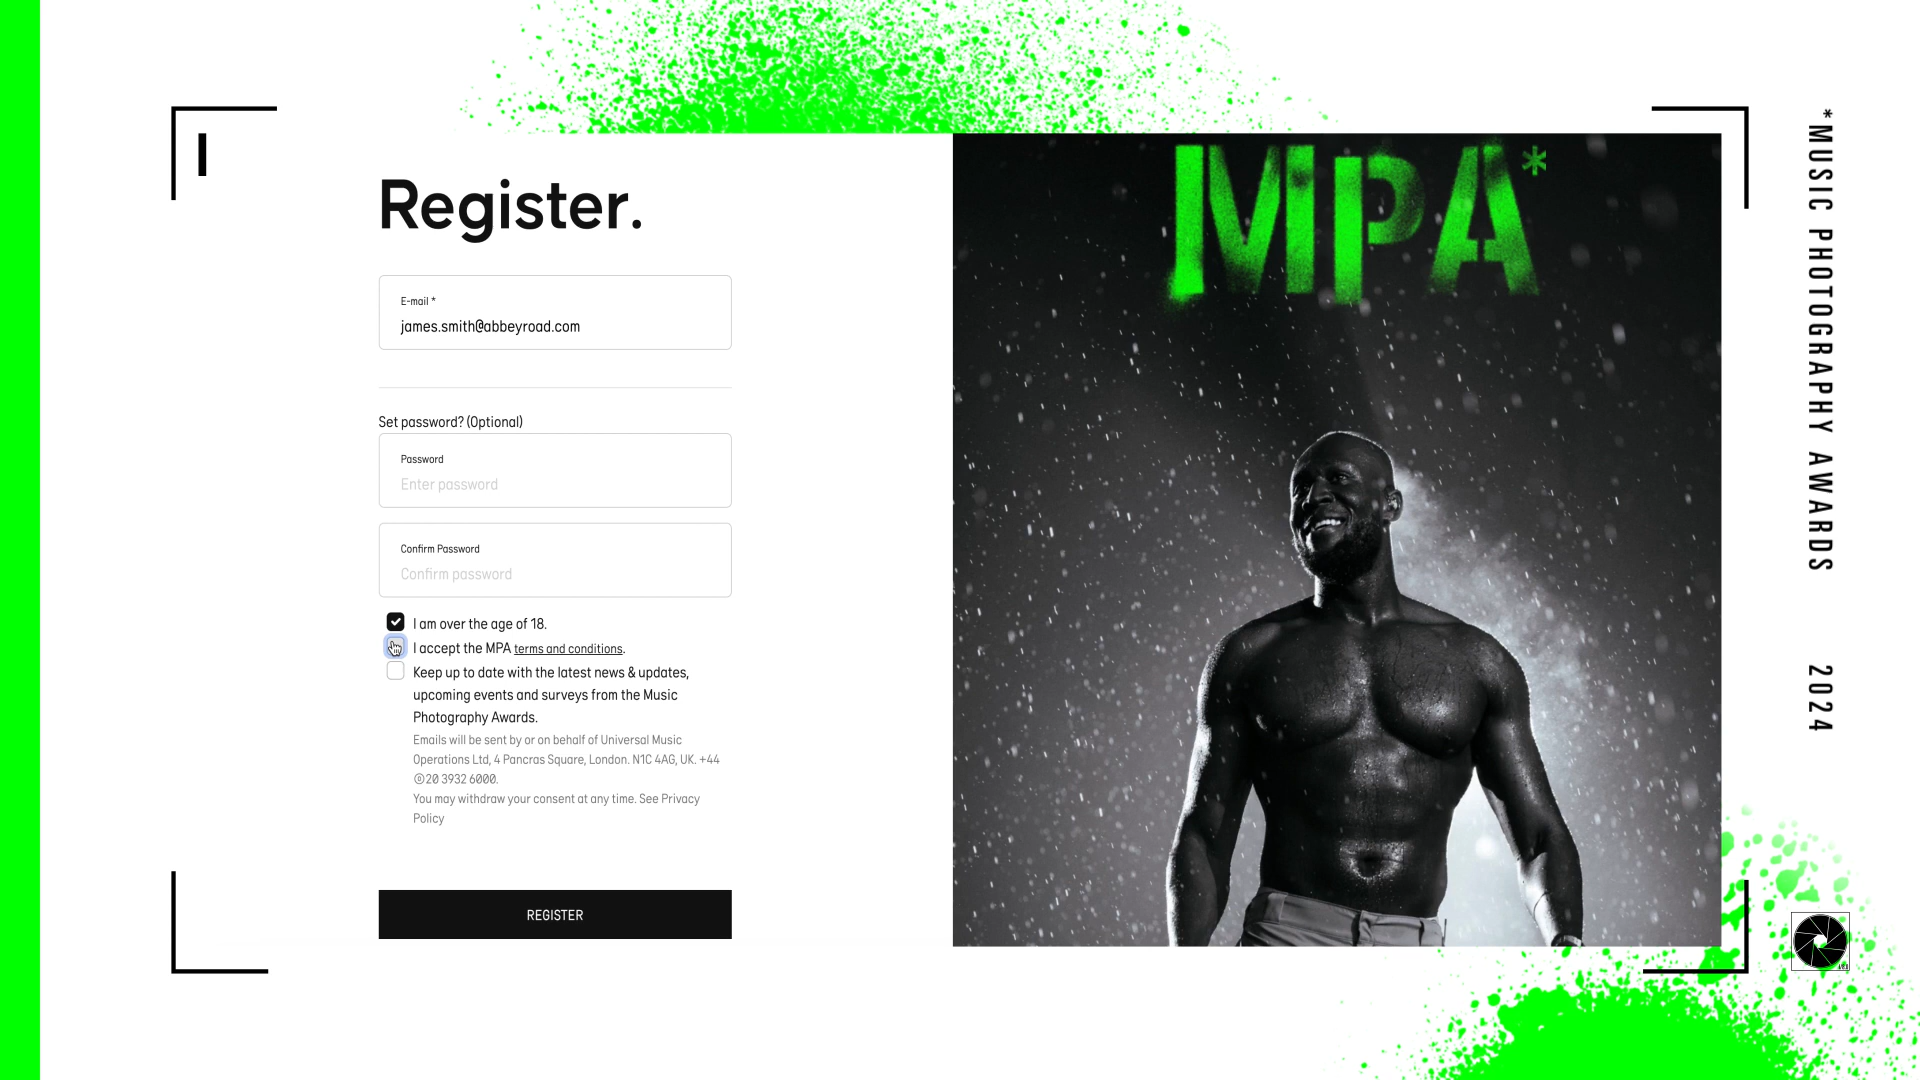 Register.
E-mail *
james.smith@abbeyroad.com
Set password? (Optional)
Password
Enter password
Confirm Password
Confirm password
I am over the age of 18.
I accept the MPA terms and conditions.
Keep up to date with the latest news & updates,
upcoming events and surveys from the Music
Photography Awards.
Emails will be sent by or on behalf of Universal Music
Operations Ltd, 4 Pancras Square, London. N1C 4AG, UK. +44
(0)20 3932 6000.
You may withdraw your consent at any time. See Privacy
Policy
REGISTER
MPA*
*MUSIC PHOTOGRAPHY AWARDS 2024